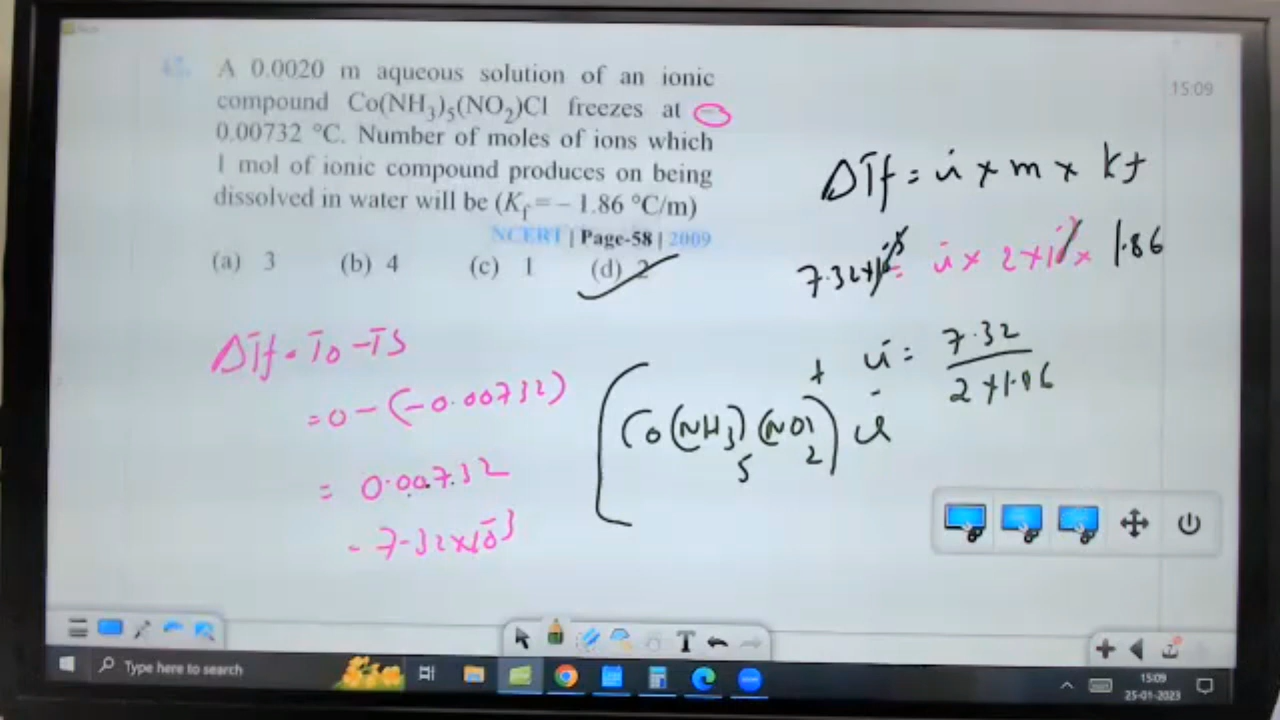 A 0.0020 m aqueous solution of an ionic
compound Co(NH₃)₅(NO₂)Cl freezes at –
0.00732 °C. Number of moles of ions which
1 mol of ionic compound produces on being
dissolved in water will be (Kf = – 1.86 °C/m)
NCERT | Page-58 | 2009
(a) 3 (b) 4 (c) 1 (d) 2
15:09
ΔTf = i × m × kf
7.32×10⁻³ = i × 2×10⁻³ × 1.86
i = 7.32
2×1.86
ΔTf = To - Ts
= 0 - (-0.00732)
= 0.00732
= 7.32×10⁻³
[Co(NH₃)₅(NO₂)]⁺ Cl⁻
T
Type here to search
15:09
25-01-2023